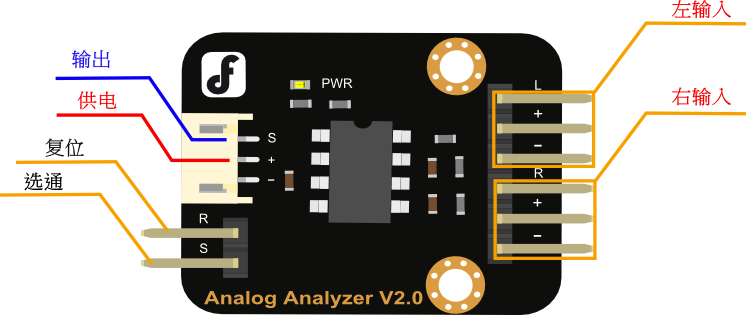 左输入
输出
供电
右输入
复位
选通
PWR
L
+
−
R
+
−
S
+
−
R
S
Analog Analyzer V2.0